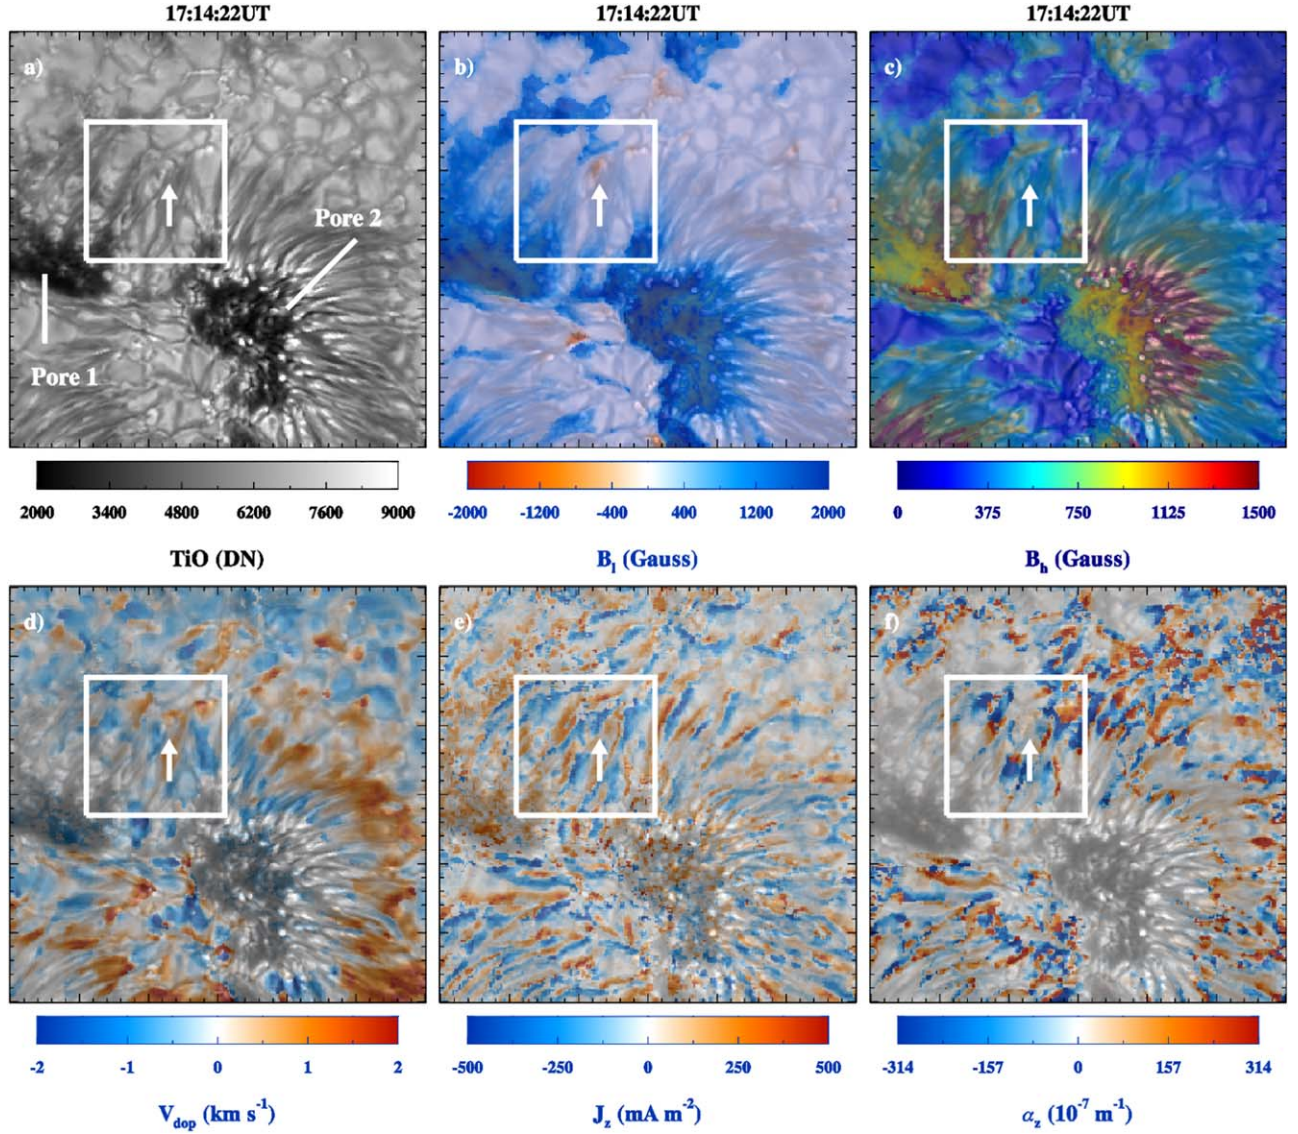 17:14:22UT 17:14:22UT 17:14:22UT
a) b) c)
Pore 2
Pore 1
2000 3400 4800 6200 7600 9000 -2000 -1200 -400 400 1200 2000 0 375 750 1125 1500
TiO (DN) B_l (Gauss) B_h (Gauss)
d) e) f)
-2 -1 0 1 2 -500 -250 0 250 500 -314 -157 0 157 314
V_dop (km s^-1) J_z (mA m^-2) α_z (10^-7 m^-1)